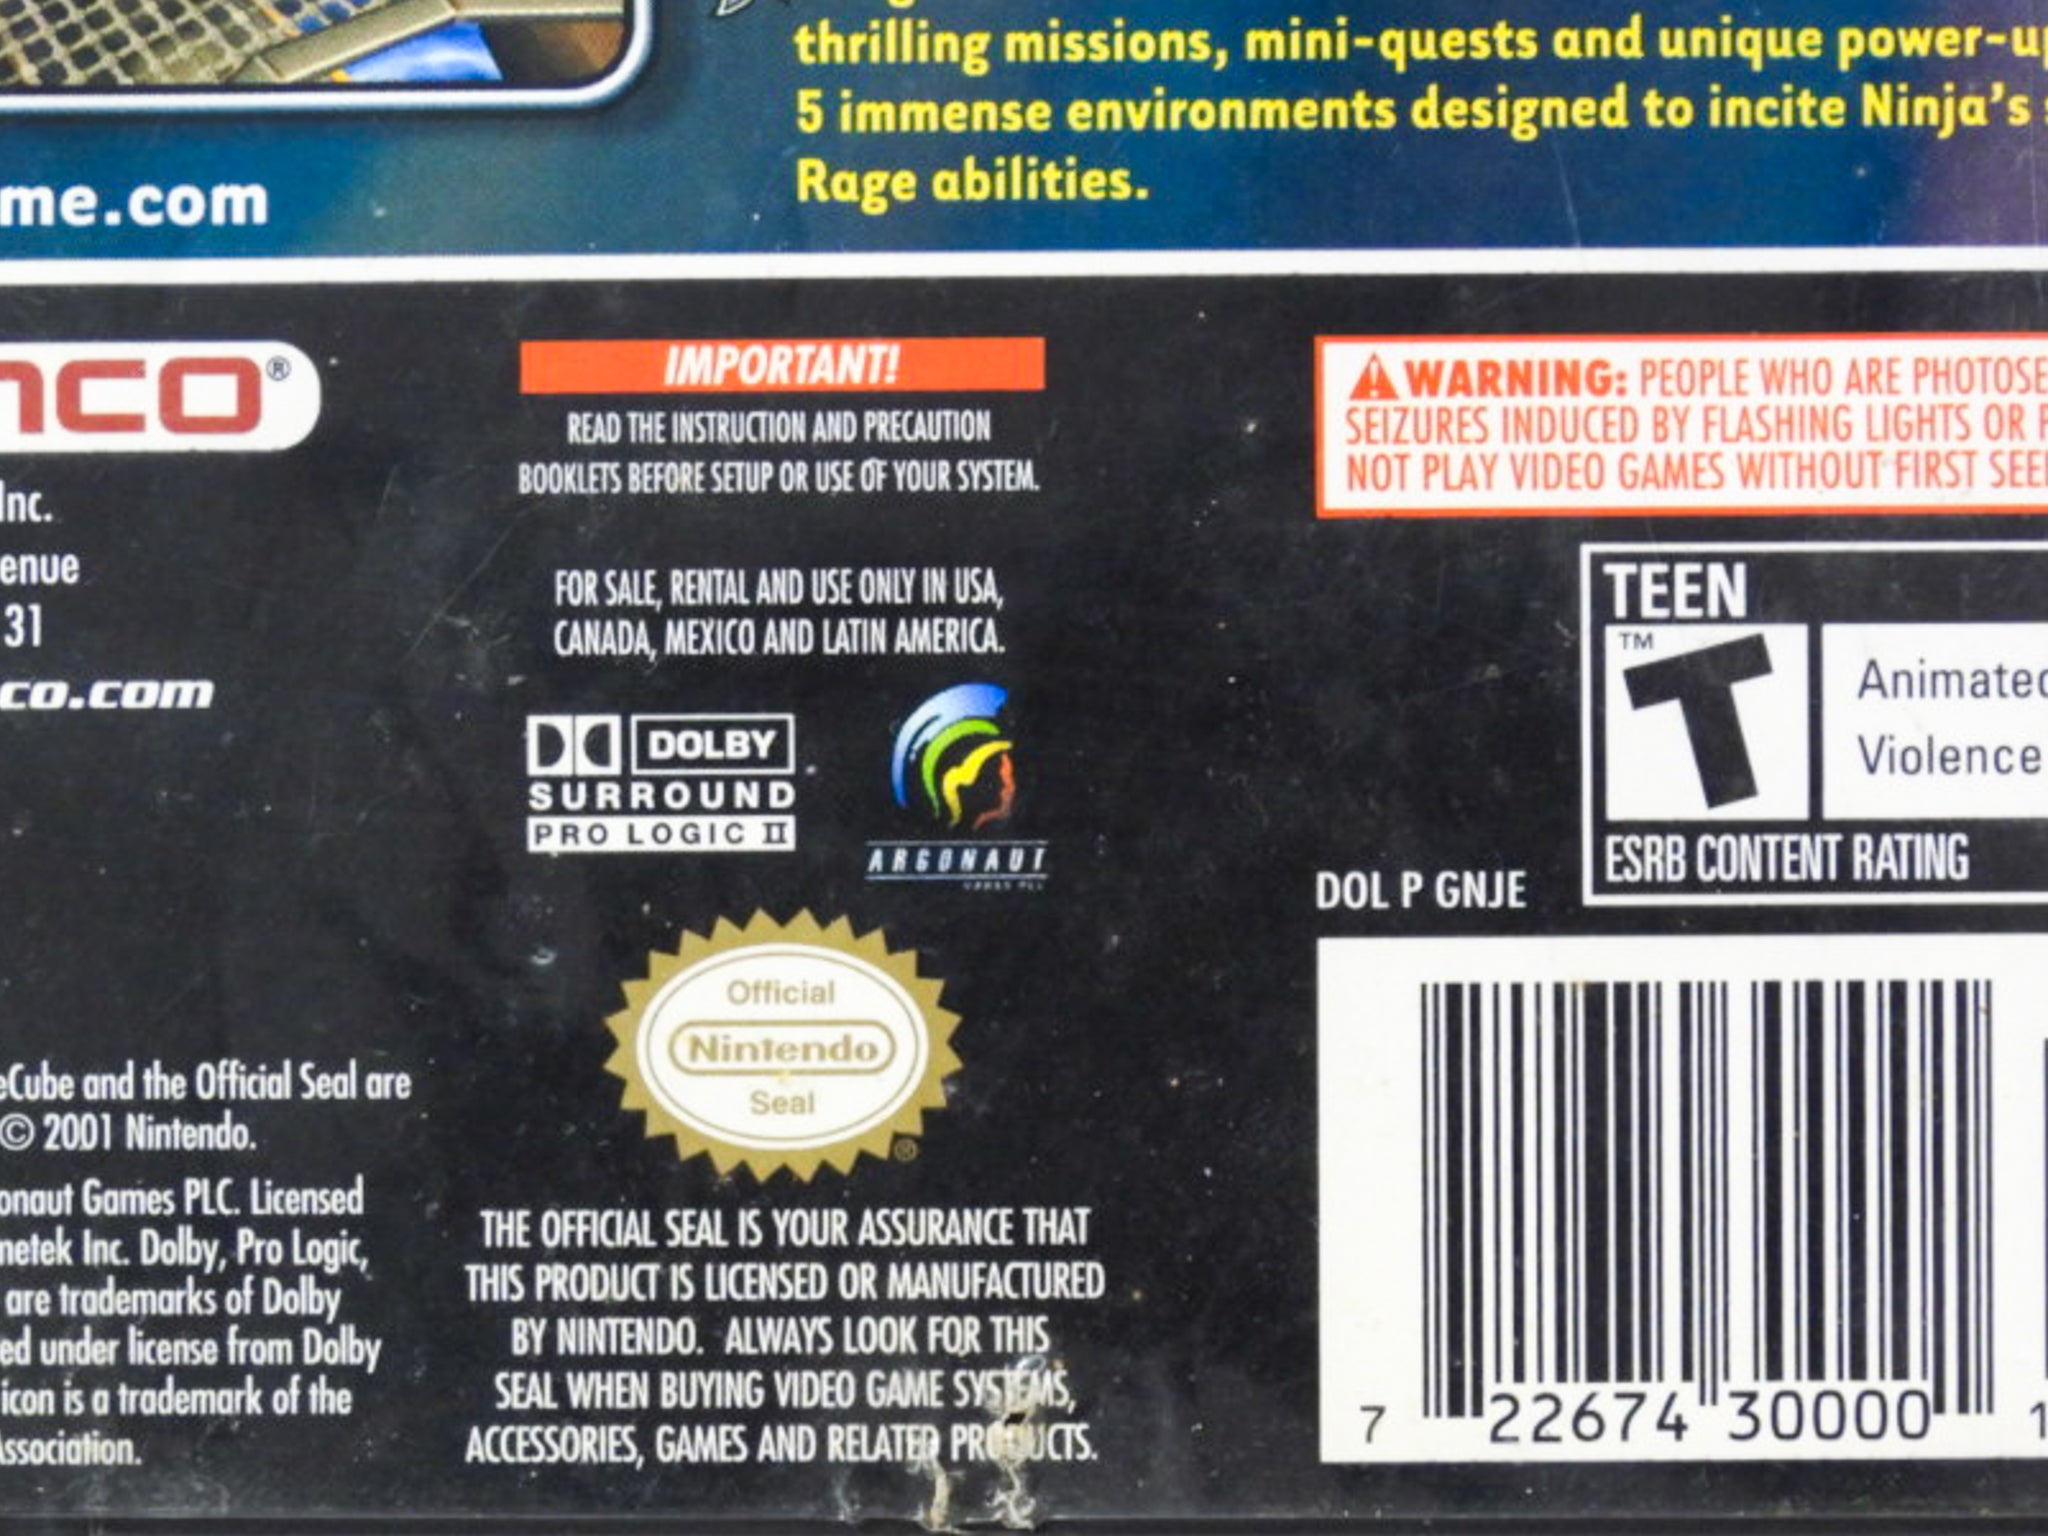 thrilling missions, mini-quests and unique power-u
5 immense environments designed to incite Ninja's
Rage abilities.
me.com
nco®
Inc.
enue
31
co.com
eCube and the Official Seal are
© 2001 Nintendo.
onaut Games PLC. Licensed
netek Inc. Dolby, Pro Logic,
are trademarks of Dolby
ed under license from Dolby
icon is a trademark of the
Association.
IMPORTANT!
READ THE INSTRUCTION AND PRECAUTION
BOOKLETS BEFORE SETUP OR USE OF YOUR SYSTEM.
FOR SALE, RENTAL AND USE ONLY IN USA,
CANADA, MEXICO AND LATIN AMERICA.
DOLBY
SURROUND
PRO LOGIC II
ARGONAUT
Official
Nintendo
Seal
®
THE OFFICIAL SEAL IS YOUR ASSURANCE THAT
THIS PRODUCT IS LICENSED OR MANUFACTURED
BY NINTENDO. ALWAYS LOOK FOR THIS
SEAL WHEN BUYING VIDEO GAME SYSTEMS,
ACCESSORIES, GAMES AND RELATED PRODUCTS.
WARNING: PEOPLE WHO ARE PHOTOSE
SEIZURES INDUCED BY FLASHING LIGHTS OR P
NOT PLAY VIDEO GAMES WITHOUT FIRST SEE
TEEN
TM
T
Animated
Violence
ESRB CONTENT RATING
DOL P GNJE
7 22674 30000 1